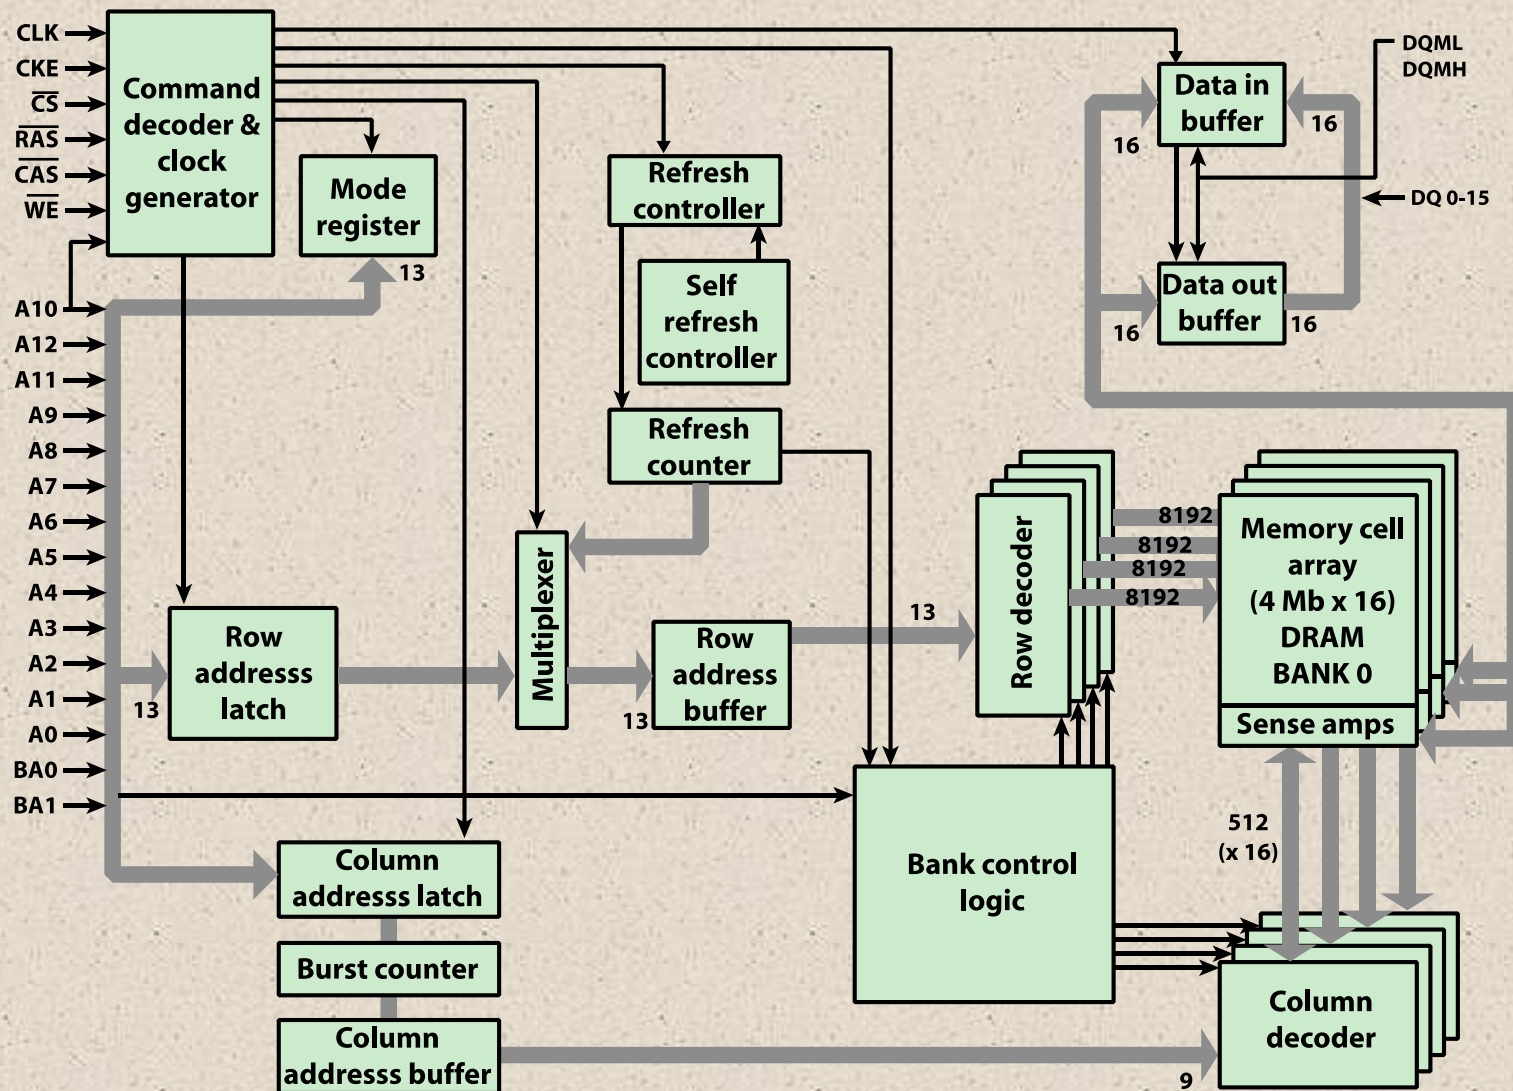 CLK
CKE
CS
RAS
CAS
WE
A10
A12
A11
A9
A8
A7
A6
A5
A4
A3
A2
A1
A0
BA0
BA1
Command
decoder &
clock
generator
Mode
register
13
Refresh
controller
Self
refresh
controller
Refresh
counter
Data in
buffer
16
16
DQML
DQMH
DQ 0-15
Data out
buffer
16
16
Row
addresss
latch
13
Multiplexer
Row
address
buffer
13
13
Row decoder
8192
8192
8192
8192
Memory cell
array
(4 Mb x 16)
DRAM
BANK 0
Sense amps
512
(x 16)
Bank control
logic
Column
addresss latch
Burst counter
Column
addresss buffer
9
Column
decoder